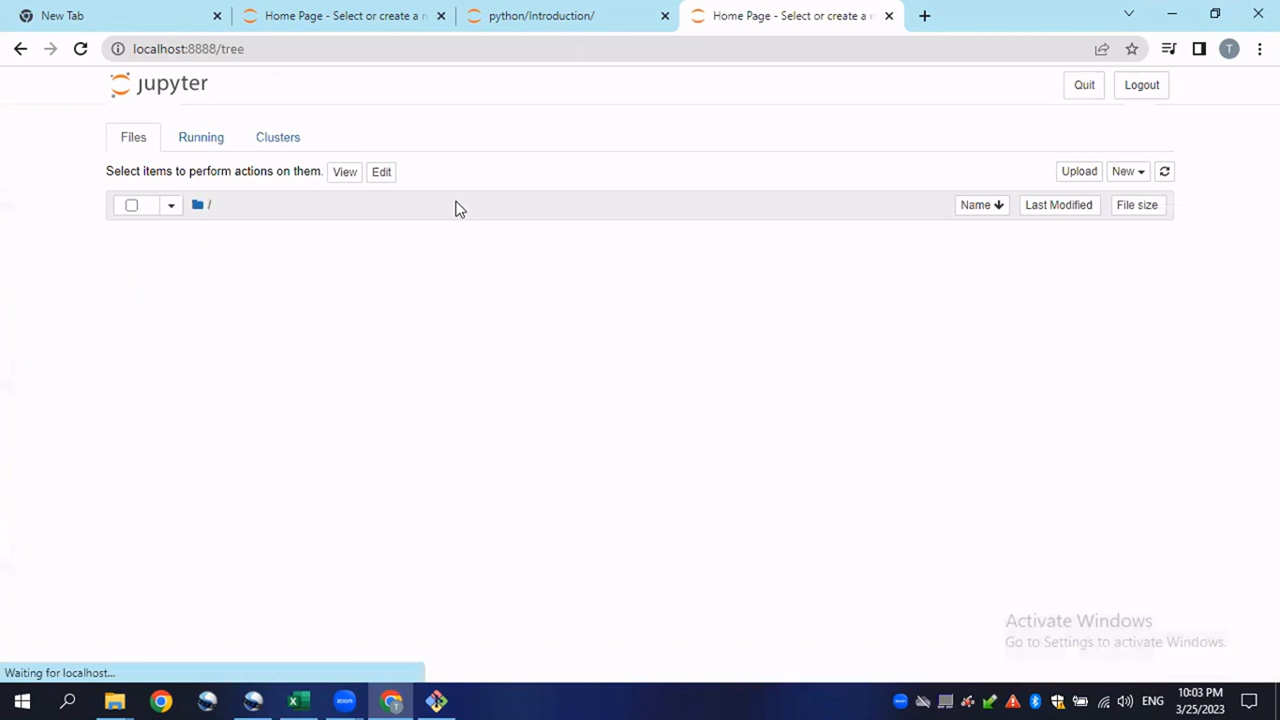 New Tab
Home Page - Select or create a n
python/Introduction/
Home Page - Select or create a n
localhost:8888/tree
T
jupyter
Quit
Logout
Files
Running
Clusters
Select items to perform actions on them.
View
Edit
Upload
New
/
Name
Last Modified
File size
Activate Windows
Go to Settings to activate Windows.
Waiting for localhost...
zoom
T
ENG
10:03 PM
3/25/2023